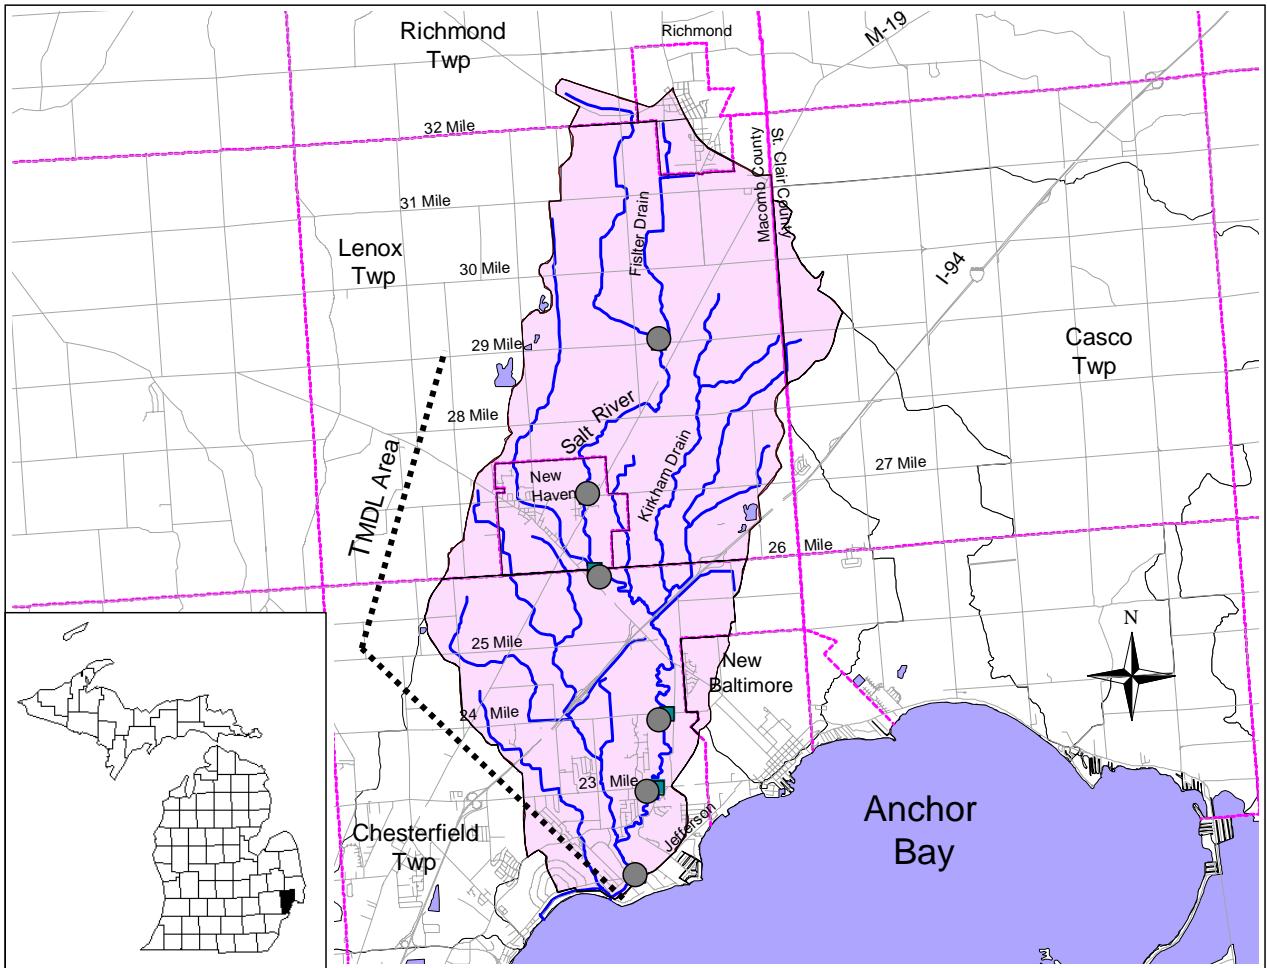 Richmond
Twp
Richmond
M-19
32 Mile
Macomb County
St. Clair County
31 Mile
Fislter Drain
Lenox
Twp
30 Mile
I-94
29 Mile
Casco
Twp
28 Mile
Salt River
TMDL Area
New
Haven
Kirkham Drain
27 Mile
26 Mile
25 Mile
N
New
Baltimore
24 Mile
23 Mile
Jefferson
Chesterfield
Twp
Anchor
Bay